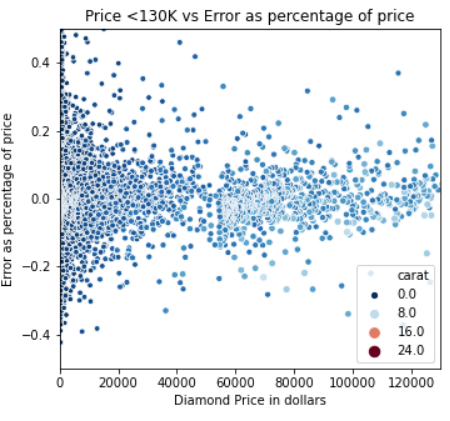 Price <130K vs Error as percentage of price
0.4
0.2
0.0
−0.2
−0.4
Error as percentage of price
carat
0.0
8.0
16.0
24.0
0 20000 40000 60000 80000 100000 120000
Diamond Price in dollars